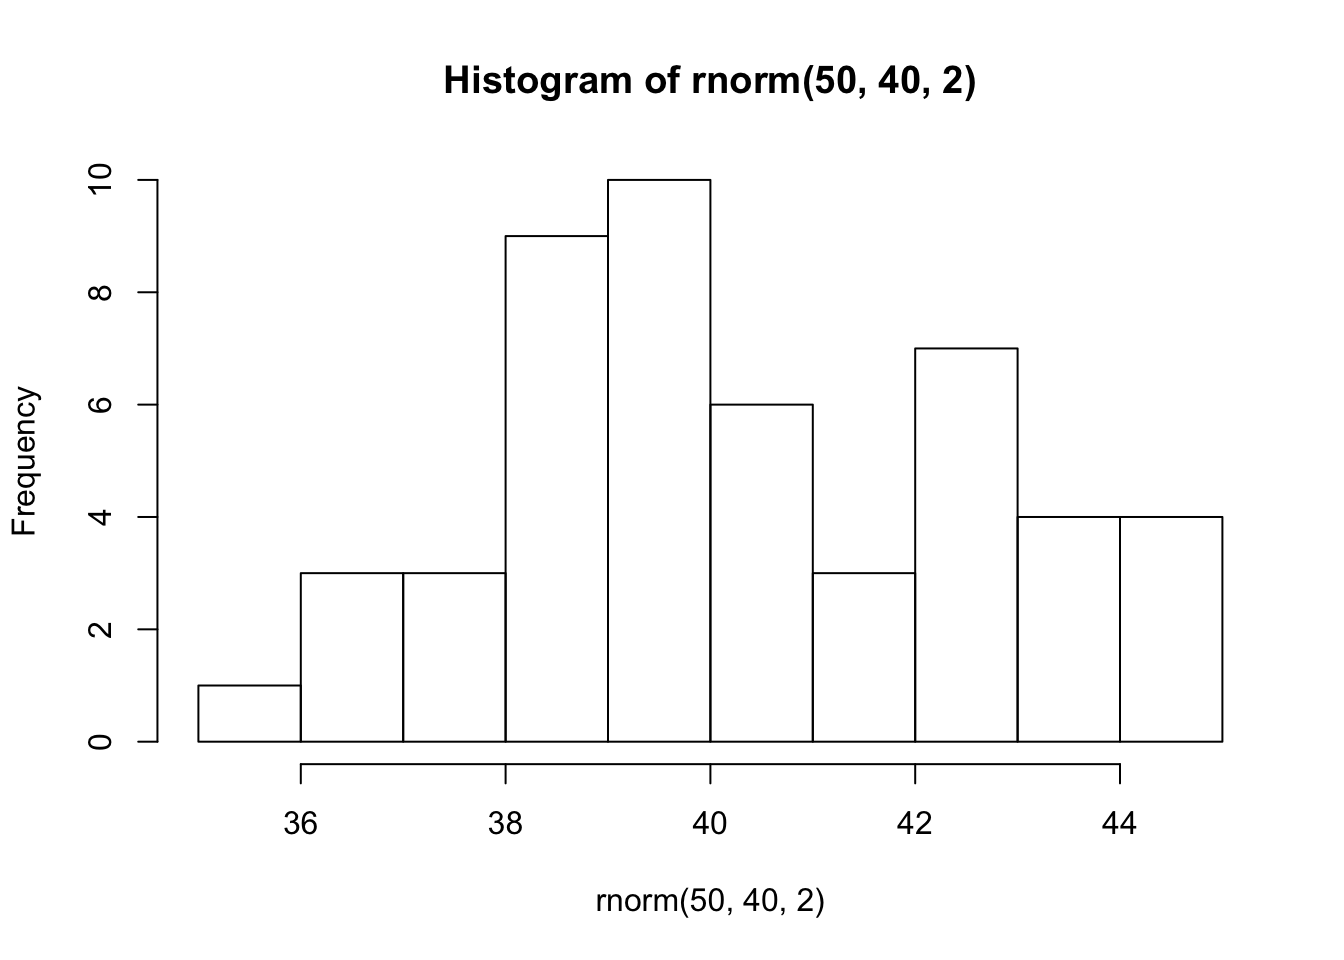 Histogram of rnorm(50, 40, 2)
10
8
6
4
2
0
Frequency
36 38 40 42 44
rnorm(50, 40, 2)